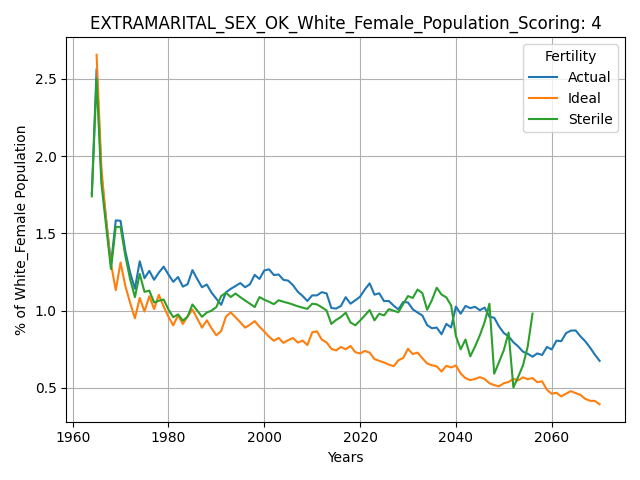 EXTRAMARITAL_SEX_OK_White_Female_Population_Scoring: 4
% of White_Female Population
2.5
2.0
1.5
1.0
0.5
Fertility
Actual
Ideal
Sterile
1960
1980
2000
2020
2040
2060
Years